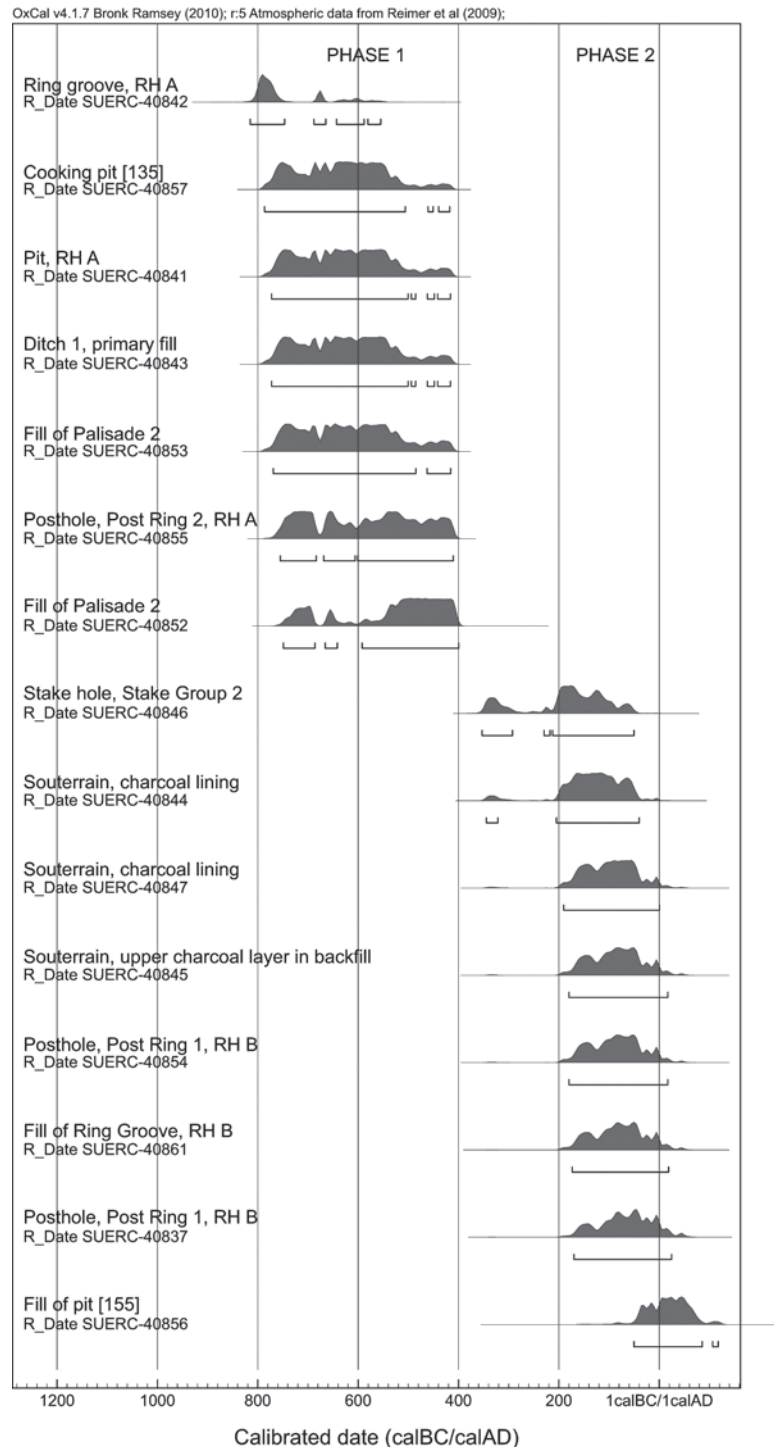 OxCal v4.1.7 Bronk Ramsey (2010); r:5 Atmospheric data from Reimer et al (2009);
PHASE 1 PHASE 2
Ring groove, RH A
R_Date SUERC-40842
Cooking pit [135]
R_Date SUERC-40857
Pit, RH A
R_Date SUERC-40841
Ditch 1, primary fill
R_Date SUERC-40843
Fill of Palisade 2
R_Date SUERC-40853
Posthole, Post Ring 2, RH A
R_Date SUERC-40855
Fill of Palisade 2
R_Date SUERC-40852
Stake hole, Stake Group 2
R_Date SUERC-40846
Souterrain, charcoal lining
R_Date SUERC-40844
Souterrain, charcoal lining
R_Date SUERC-40847
Souterrain, upper charcoal layer in backfill
R_Date SUERC-40845
Posthole, Post Ring 1, RH B
R_Date SUERC-40854
Fill of Ring Groove, RH B
R_Date SUERC-40861
Posthole, Post Ring 1, RH B
R_Date SUERC-40837
Fill of pit [155]
R_Date SUERC-40856
1200 1000 800 600 400 200 1calBC/1calAD
Calibrated date (calBC/calAD)